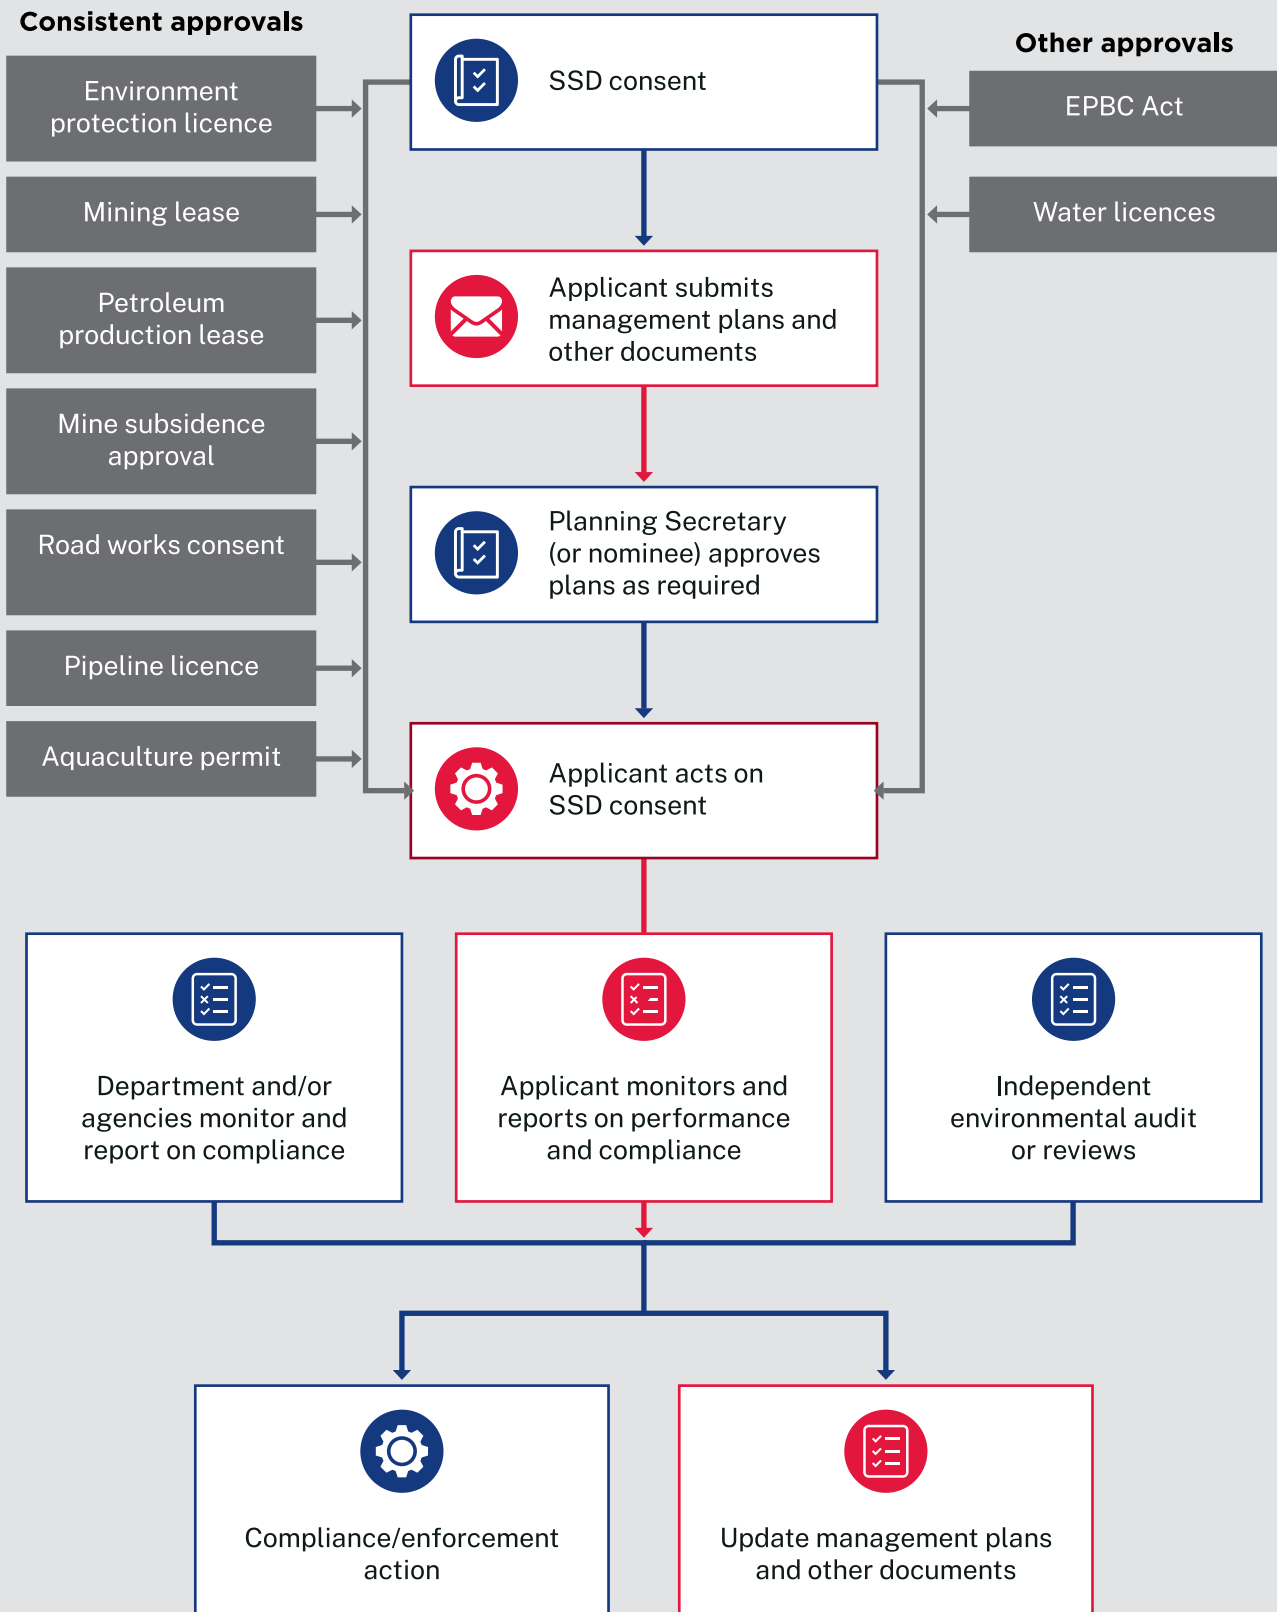 Consistent approvals
Environment
protection licence
Mining lease
Petroleum
production lease
Mine subsidence
approval
Road works consent
Pipeline licence
Aquaculture permit
SSD consent
Applicant submits
management plans and
other documents
Planning Secretary
(or nominee) approves
plans as required
Applicant acts on
SSD consent
Other approvals
EPBC Act
Water licences
Department and/or
agencies monitor and
report on compliance
Applicant monitors and
reports on performance
and compliance
Independent
environmental audit
or reviews
Compliance/enforcement
action
Update management plans
and other documents